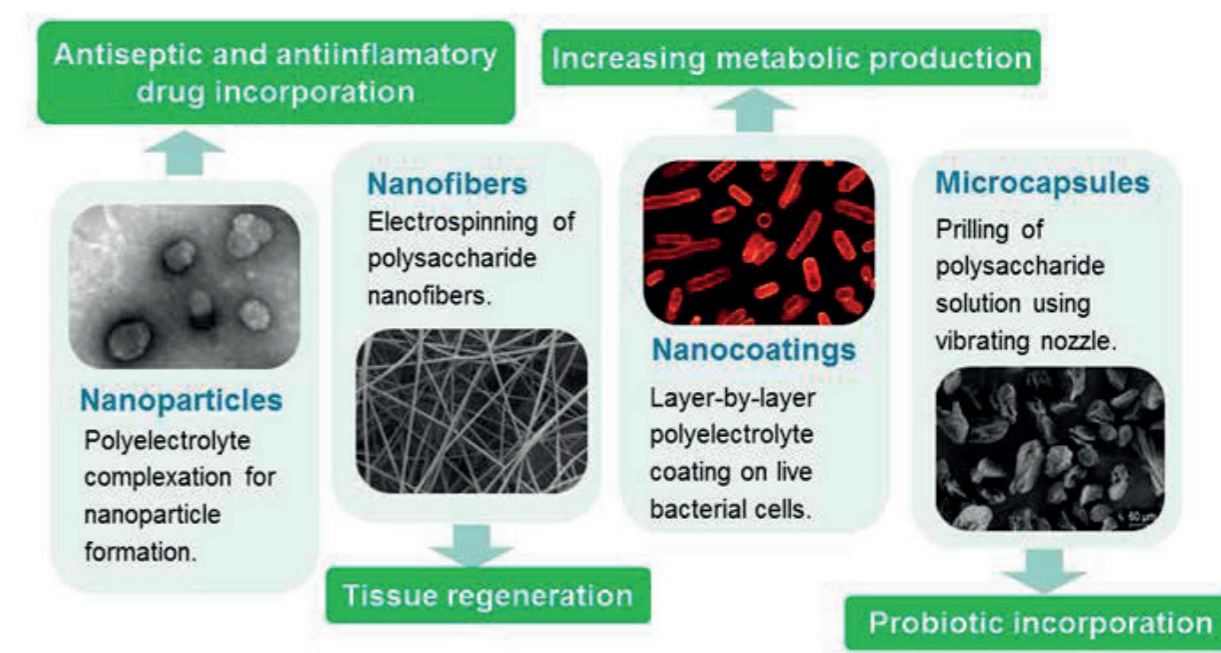 Antiseptic and antiinflamatory
drug incorporation
Increasing metabolic production
Nanoparticles
Polyelectrolyte
complexation for
nanoparticle
formation.
Nanofibers
Electrospinning of
polysaccharide
nanofibers.
Tissue regeneration
Nanocoatings
Layer-by-layer
polyelectrolyte
coating on live
bacterial cells.
Microcapsules
Prilling of
polysaccharide
solution using
vibrating nozzle.
60 µm
Probiotic incorporation